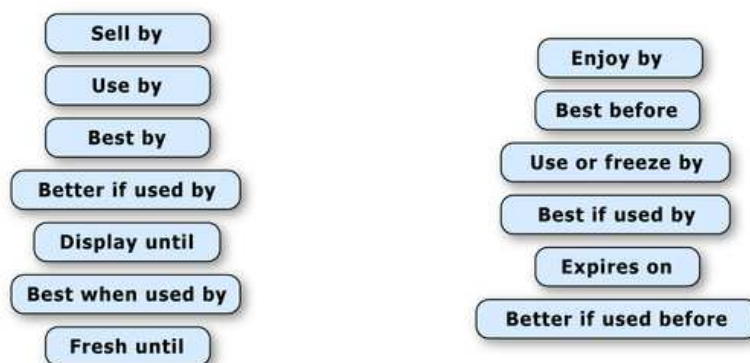 Sell by
Use by
Best by
Better if used by
Display until
Best when used by
Fresh until
Enjoy by
Best before
Use or freeze by
Best if used by
Expires on
Better if used before